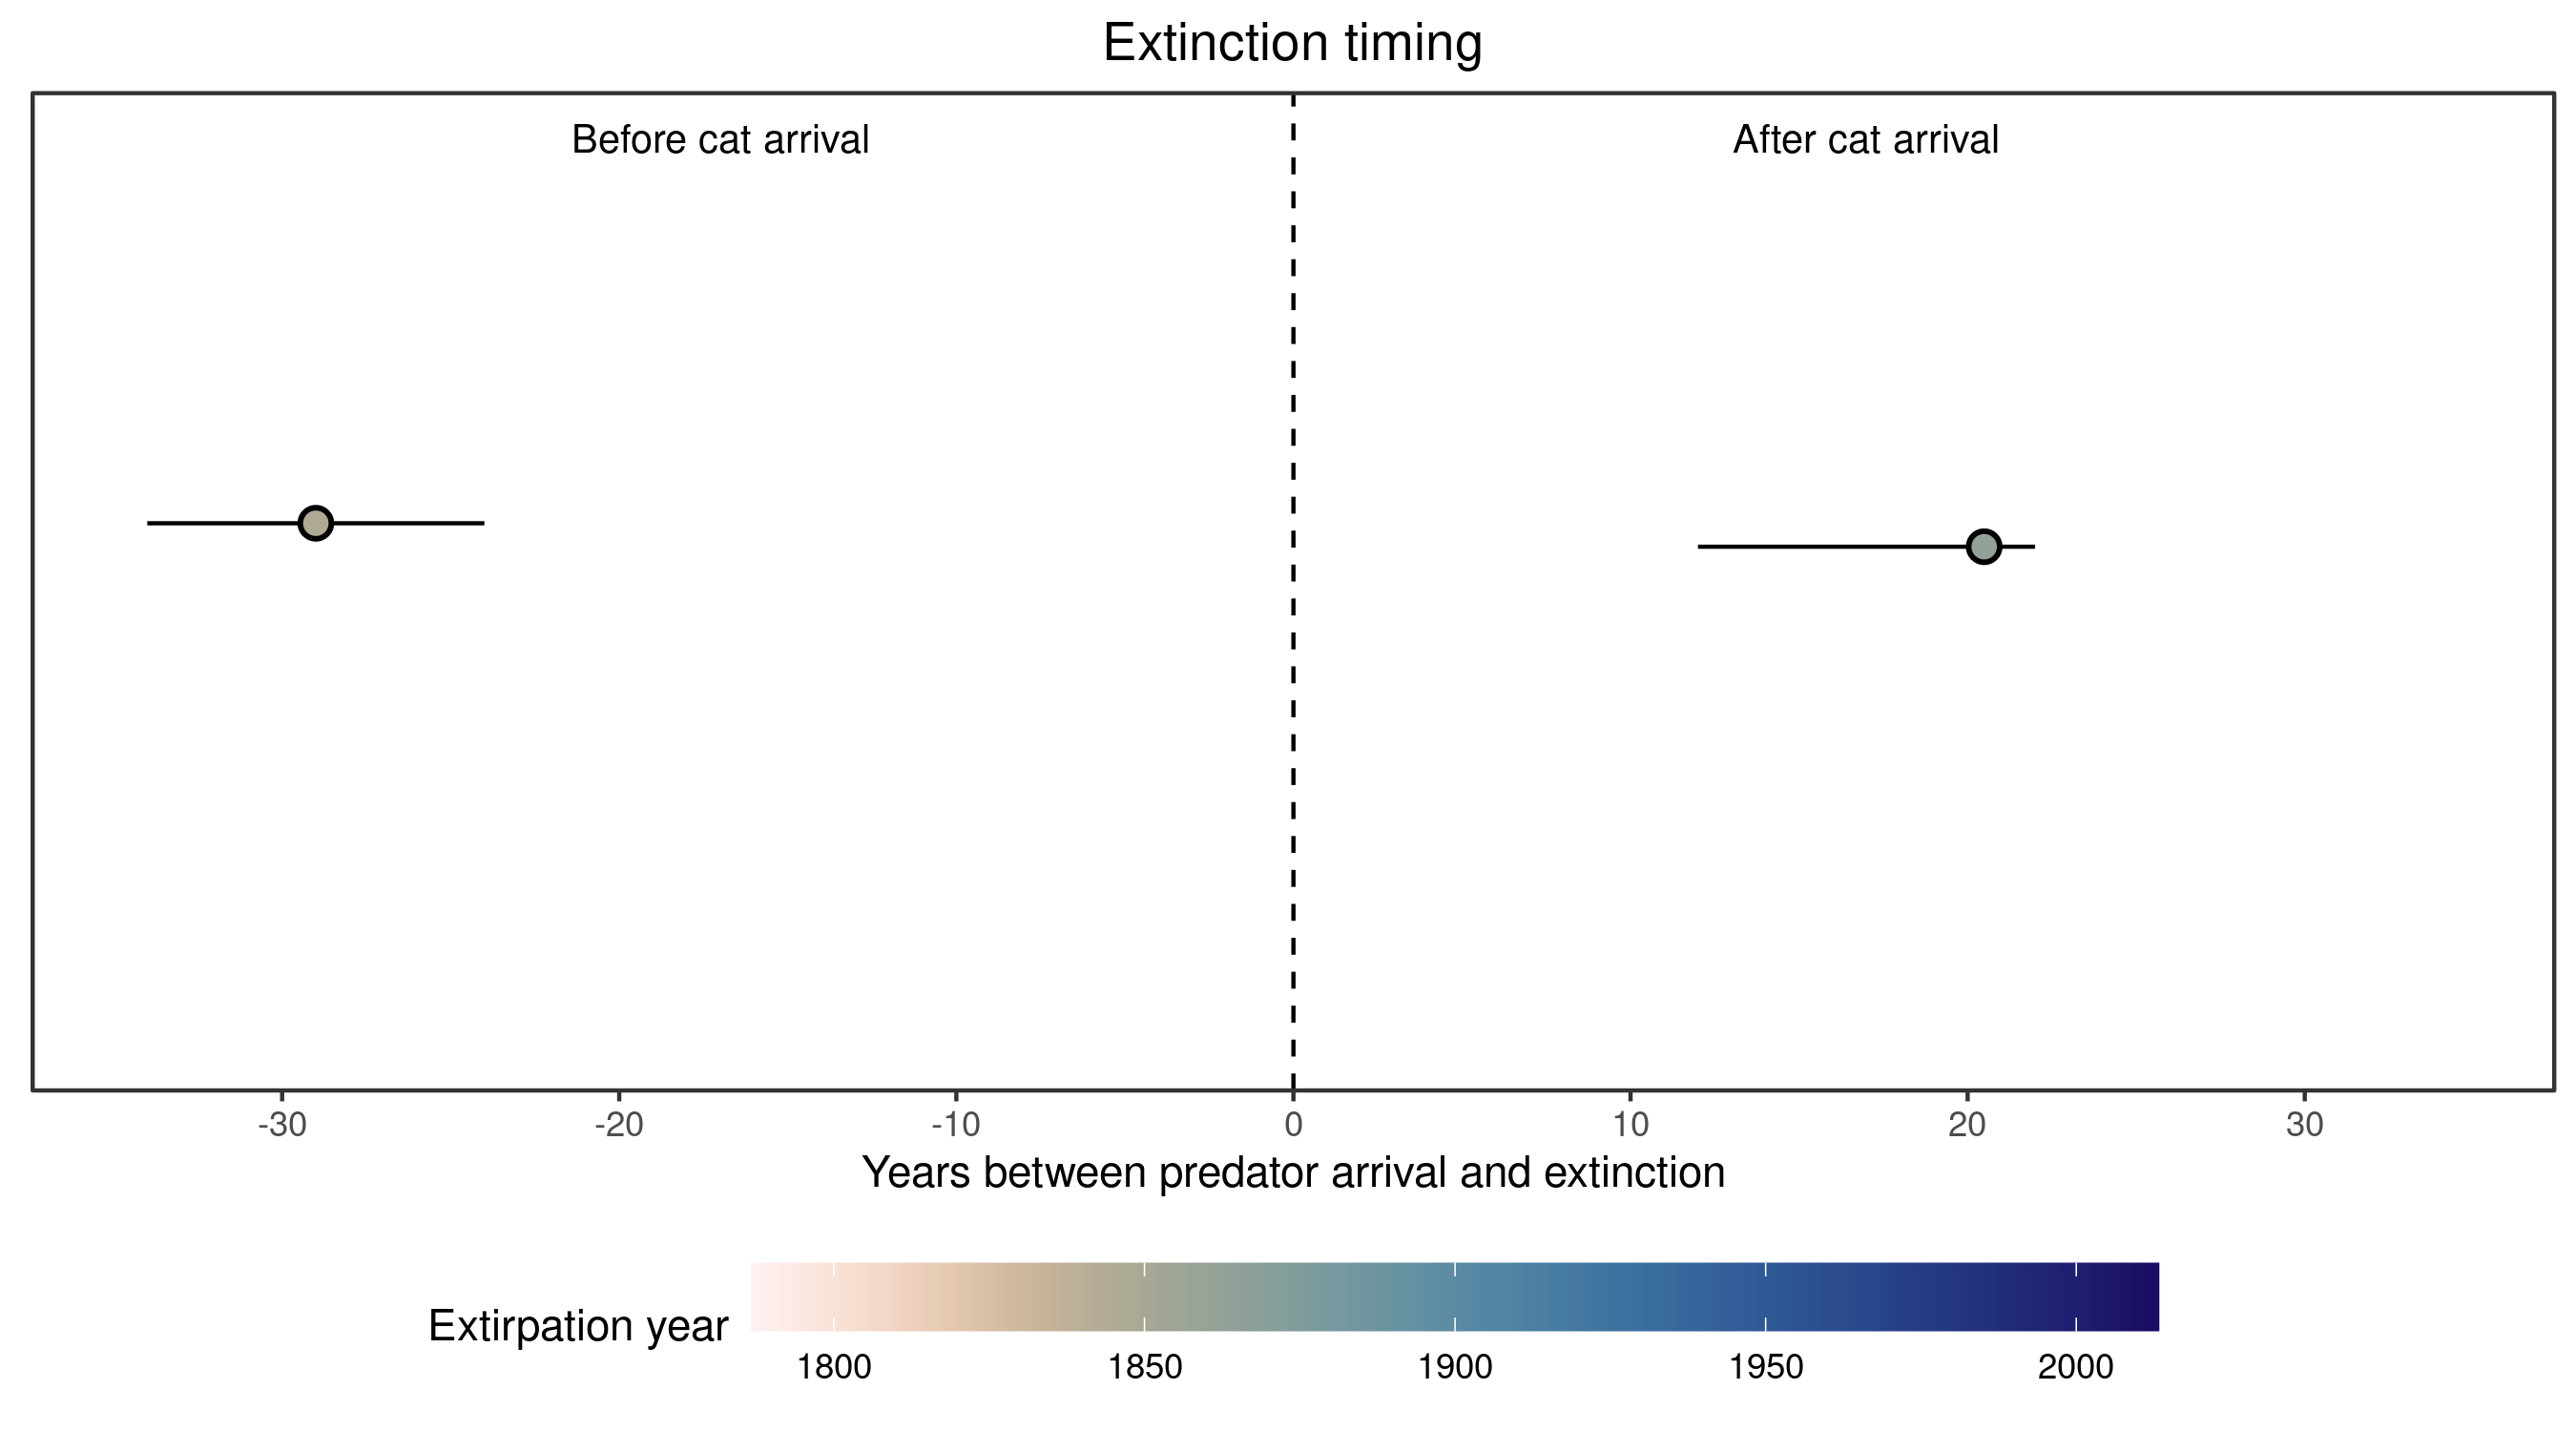 Extinction timing
Before cat arrival
After cat arrival
-30
-20
-10
0
10
20
30
Years between predator arrival and extinction
Extirpation year
1800
1850
1900
1950
2000